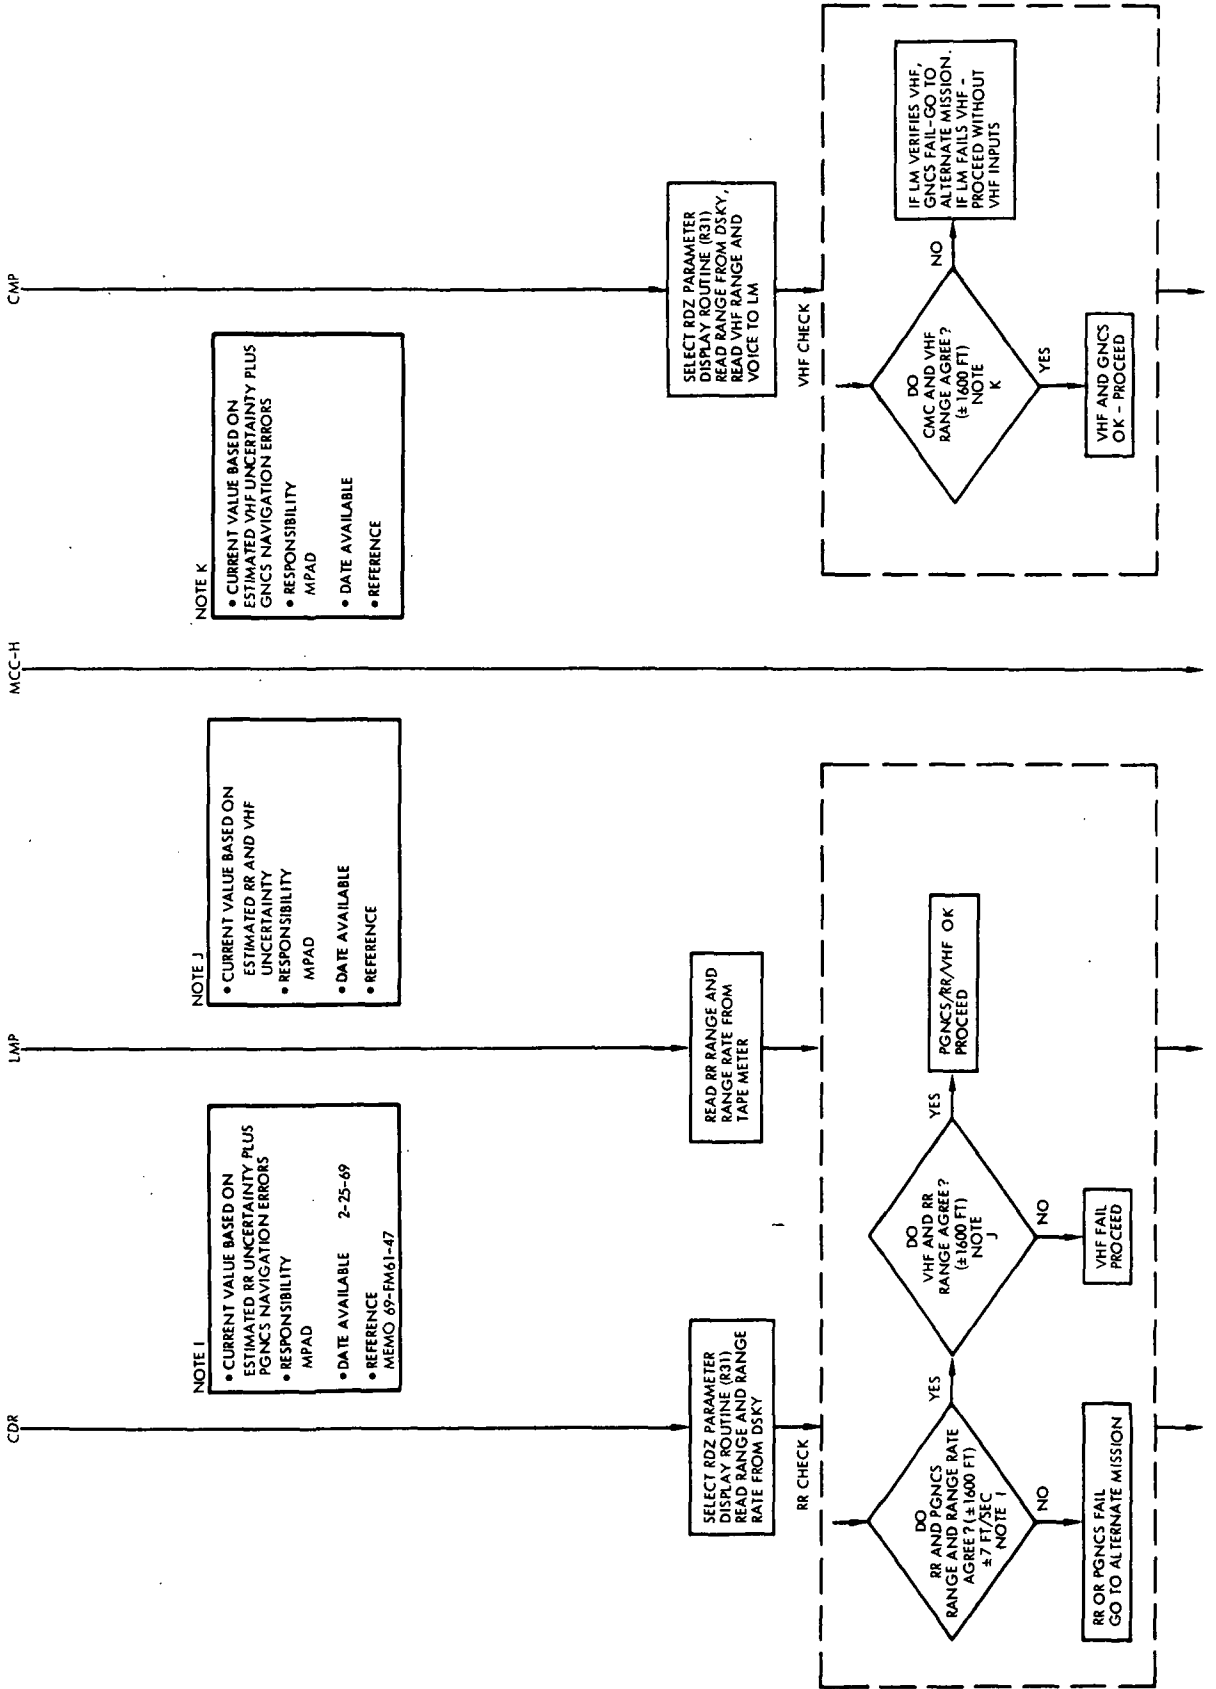 CDR
LMP
MCC-H
CMP
NOTE I
• CURRENT VALUE BASED ON
ESTIMATED RR UNCERTAINTY PLUS
PGNCS NAVIGATION ERRORS
• RESPONSIBILITY
MPAD
• DATE AVAILABLE 2-25-69
• REFERENCE
MEMO 69-FM61-47
NOTE J
• CURRENT VALUE BASED ON
ESTIMATED RR AND VHF
UNCERTAINTY
• RESPONSIBILITY
MPAD
• DATE AVAILABLE
• REFERENCE
NOTE K
• CURRENT VALUE BASED ON
ESTIMATED VHF UNCERTAINTY PLUS
GNCS NAVIGATION ERRORS
• RESPONSIBILITY
MPAD
• DATE AVAILABLE
• REFERENCE
SELECT RDZ PARAMETER
DISPLAY ROUTINE (R31)
READ RANGE AND RANGE
RATE FROM DSKY
READ RR RANGE AND
RANGE RATE FROM
TAPE METER
SELECT RDZ PARAMETER
DISPLAY ROUTINE (R31)
READ RANGE FROM DSKY,
READ VHF RANGE AND
VOICE TO LM
RR CHECK
VHF CHECK
DO
RR AND PGNCS
RANGE AND RANGE RATE
AGREE? (±1600 FT)
±7 FT/SEC
NOTE I
YES
NO
RR OR PGNCS FAIL
GO TO ALTERNATE MISSION
DO
VHF AND RR
RANGE AGREE?
(±1600 FT)
NOTE
J
YES
PGNCS/RR/VHF OK
PROCEED
NO
VHF FAIL
PROCEED
DO
CMC AND VHF
RANGE AGREE?
(±1600 FT)
NOTE
K
NO
IF LM VERIFIES VHF,
GNCS FAIL-GO TO
ALTERNATE MISSION.
IF LM FAILS VHF -
PROCEED WITHOUT
VHF INPUTS
YES
VHF AND GNCS
OK - PROCEED